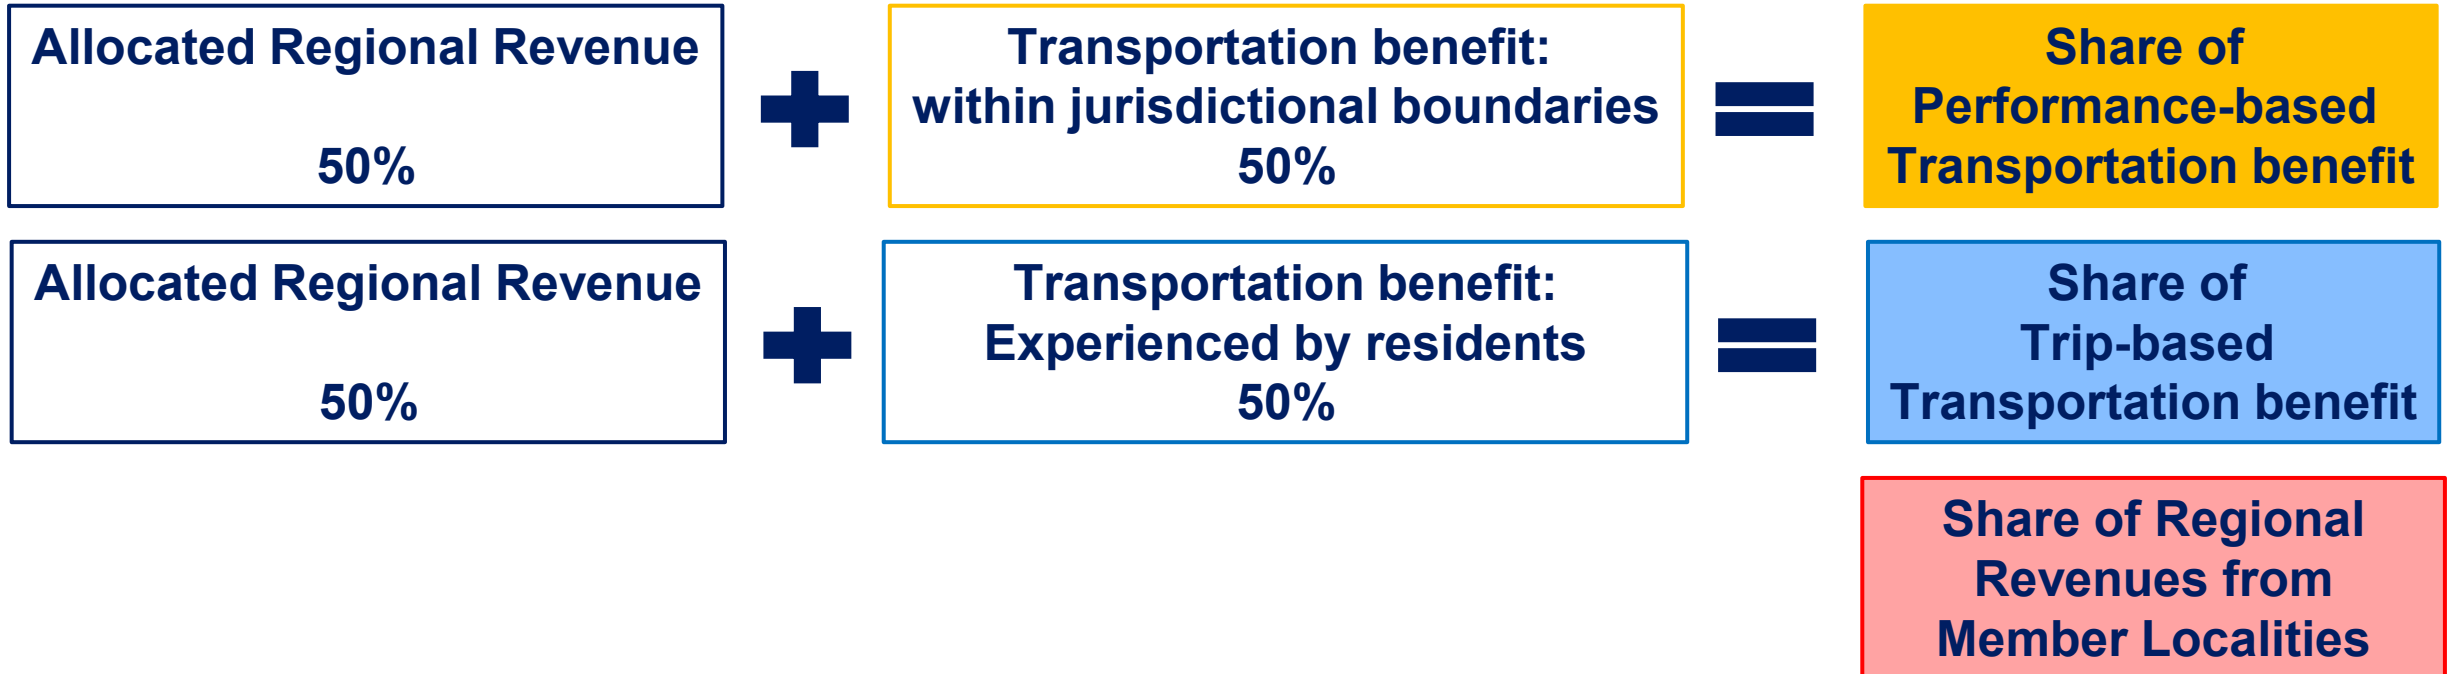 Allocated Regional Revenue
50%
Transportation benefit:
within jurisdictional boundaries
50%
Share of
Performance-based
Transportation benefit
Allocated Regional Revenue
50%
Transportation benefit:
Experienced by residents
50%
Share of
Trip-based
Transportation benefit
Share of Regional
Revenues from
Member Localities